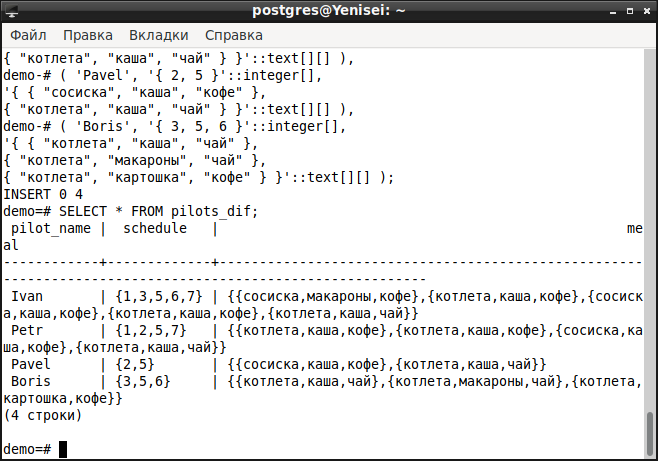 postgres@Yenisei: ~
Файл Правка Вкладки Справка
{ "котлета", "каша", "чай" } }'::text[][] ),
demo-# ( 'Pavel', '{ 2, 5 }'::integer[],
'{ { "сосиска", "каша", "кофе" },
{ "котлета", "каша", "чай" } }'::text[][] ),
demo-# ( 'Boris', '{ 3, 5, 6 }'::integer[],
'{ { "котлета", "каша", "чай" },
{ "котлета", "макароны", "чай" },
{ "котлета", "картошка", "кофе" } }'::text[][] );
INSERT 0 4
demo=# SELECT * FROM pilots_dif;
 pilot_name |  schedule   |                                                  me
al
------------+-------------+-----------------------------------------------------
-----------------------------------------------------
 Ivan       | {1,3,5,6,7} | {{сосиска,макароны,кофе},{котлета,каша,кофе},{сосиск
а,каша,кофе},{котлета,каша,кофе},{котлета,каша,чай}}
 Petr       | {1,2,5,7}   | {{котлета,каша,кофе},{котлета,каша,кофе},{сосиска,ка
ша,кофе},{котлета,каша,чай}}
 Pavel      | {2,5}       | {{сосиска,каша,кофе},{котлета,каша,чай}}
 Boris      | {3,5,6}     | {{котлета,каша,чай},{котлета,макароны,чай},{котлета,
картошка,кофе}}
(4 строки)
demo=#